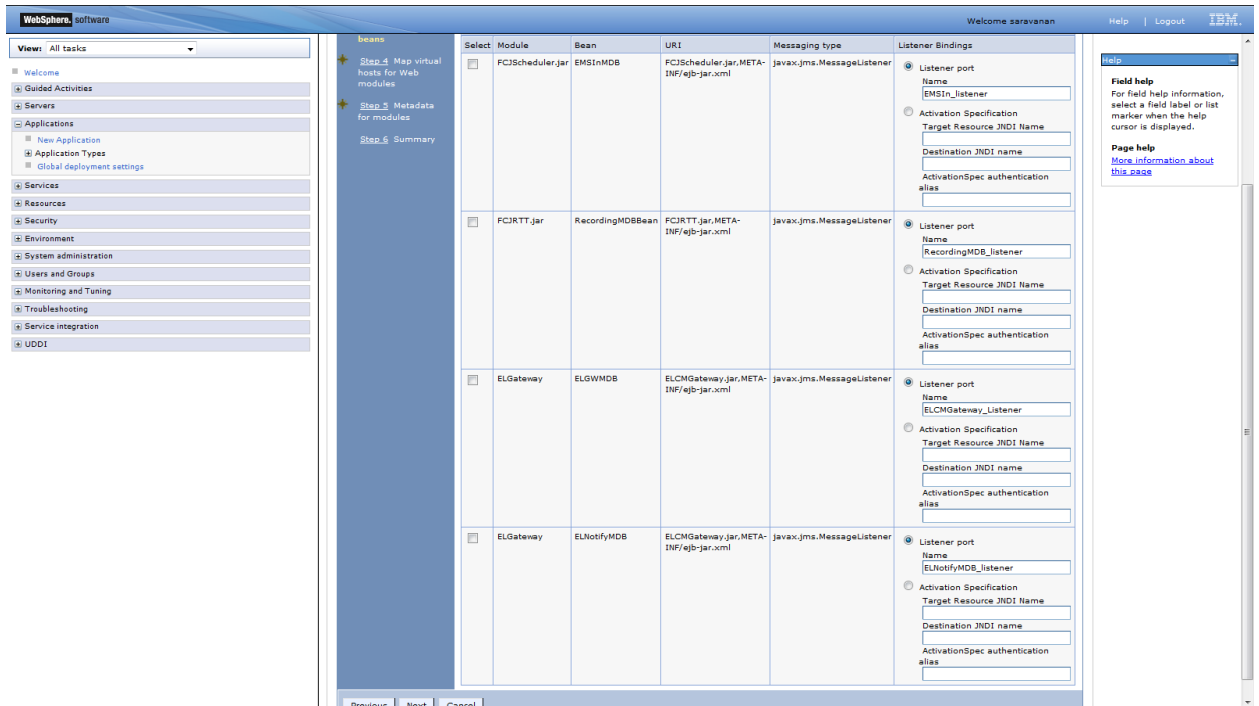 WebSphere. software
Welcome saravanan
Help | Logout
IBM.
View: All tasks
Welcome
Guided Activities
Servers
Applications
New Application
Application Types
Global deployment settings
Services
Resources
Security
Environment
System administration
Users and Groups
Monitoring and Tuning
Troubleshooting
Service integration
UDDI
beans
Step 4 Map virtual
hosts for Web
modules
Step 5 Metadata
for modules
Step 6 Summary
Select Module Bean URI Messaging type Listener Bindings
FCJScheduler.jar EMSInMDB FCJScheduler.jar,META- javax.jms.MessageListener
INF/ejb-jar.xml
Listener port
Name
EMSIn_listener
Activation Specification
Target Resource JNDI Name
Destination JNDI name
ActivationSpec authentication
alias
FCJRTT.jar RecordingMDBBean FCJRTT.jar,META- javax.jms.MessageListener
INF/ejb-jar.xml
Listener port
Name
RecordingMDB_listener
Activation Specification
Target Resource JNDI Name
Destination JNDI name
ActivationSpec authentication
alias
ELGateway ELGWMDB ELCMGateway.jar,META- javax.jms.MessageListener
INF/ejb-jar.xml
Listener port
Name
ELCMGateway_Listener
Activation Specification
Target Resource JNDI Name
Destination JNDI name
ActivationSpec authentication
alias
ELGateway ELNotifyMDB ELCMGateway.jar,META- javax.jms.MessageListener
INF/ejb-jar.xml
Listener port
Name
ELNotifyMDB_listener
Activation Specification
Target Resource JNDI Name
Destination JNDI name
ActivationSpec authentication
alias
Previous Next Cancel
Help
Field help
For field help information,
select a field label or list
marker when the help
cursor is displayed.
Page help
More information about
this page